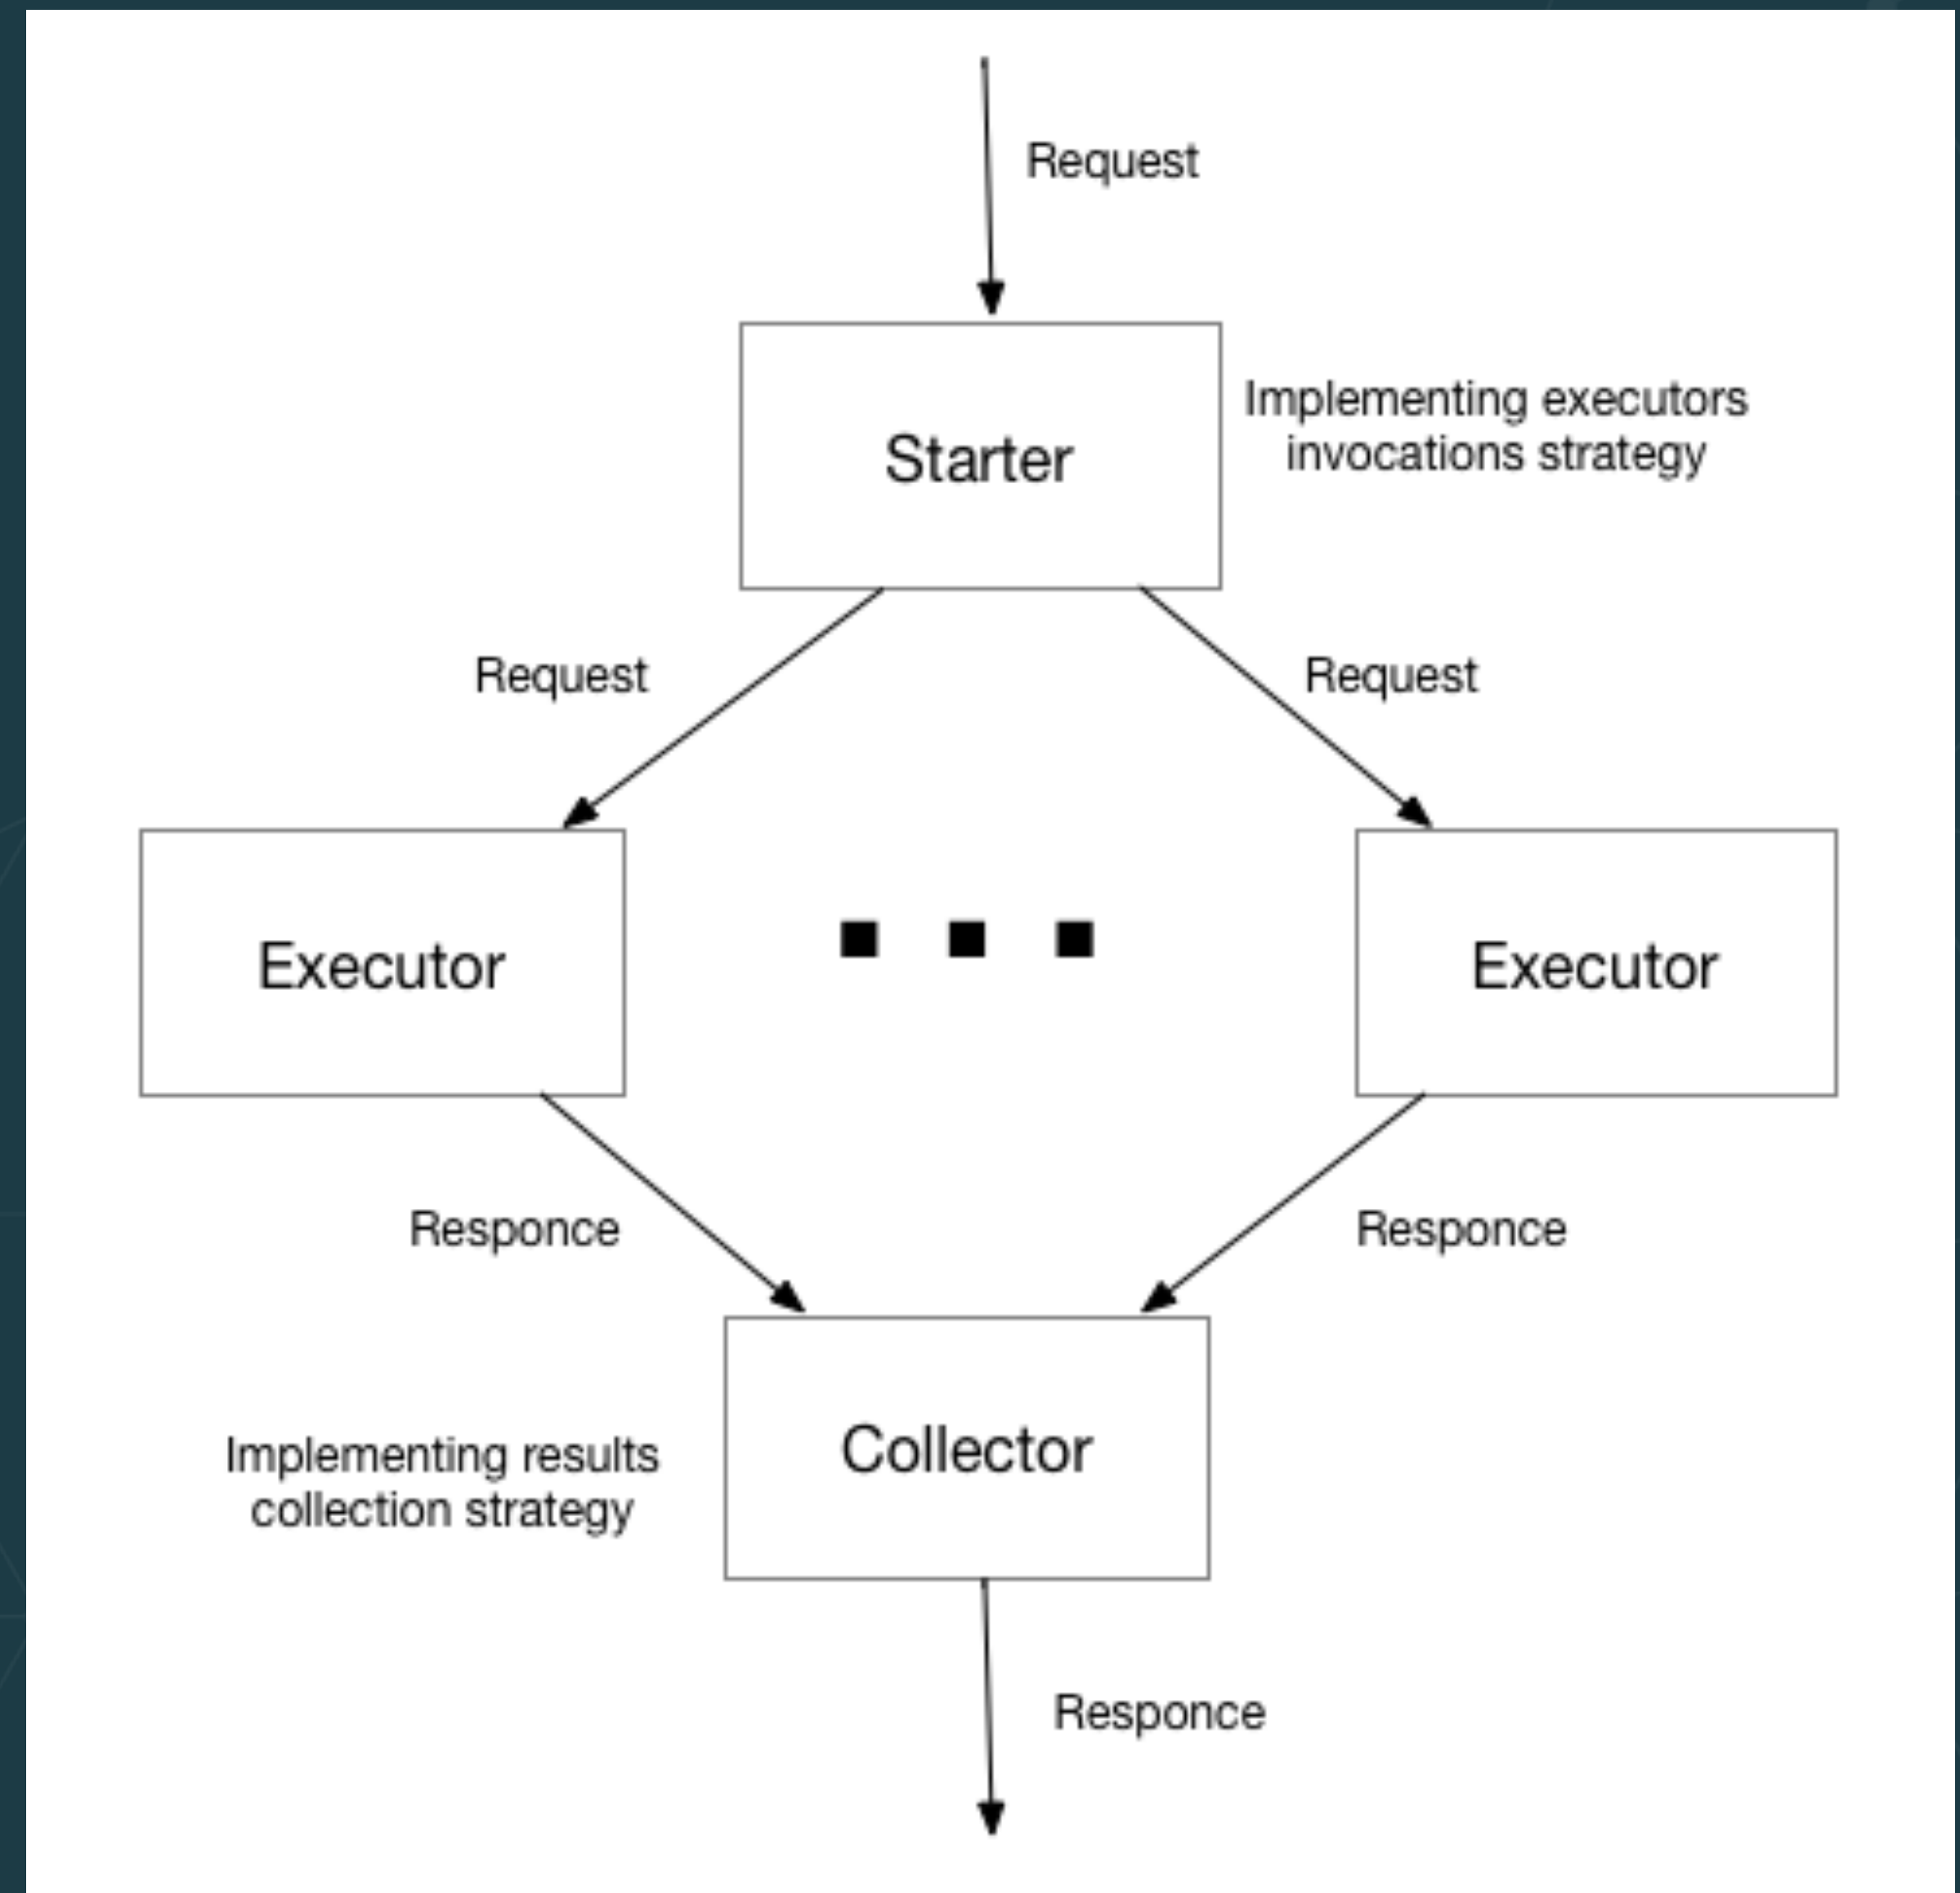 Request
Starter
Implementing executors
invocations strategy
Request
Request
Executor
Executor
Responce
Responce
Collector
Implementing results
collection strategy
Responce